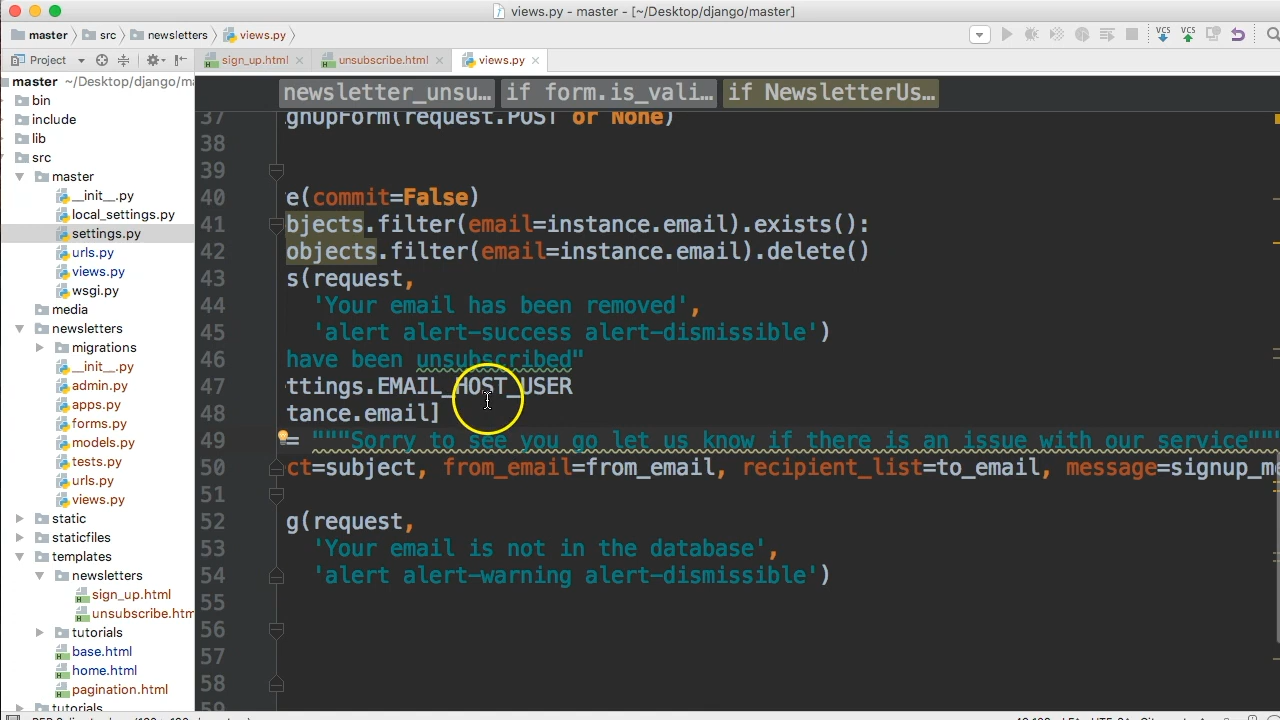 views.py - master - [~/Desktop/django/master]
master src newsletters views.py
Project sign_up.html unsubscribe.html views.py
master ~/Desktop/django/ma
newsletter_unsu… if form.is_vali… if NewsletterUs…
bin
include
lib
src
master
__init__.py
local_settings.py
settings.py
urls.py
views.py
wsgi.py
media
newsletters
migrations
__init__.py
admin.py
apps.py
forms.py
models.py
tests.py
urls.py
views.py
static
staticfiles
templates
newsletters
sign_up.html
unsubscribe.htm
tutorials
base.html
home.html
pagination.html
tutorials
37 gnUpForm(request.POST or None)
38
39
40 e(commit=False)
41 bjects.filter(email=instance.email).exists():
42 objects.filter(email=instance.email).delete()
43 s(request,
44 'Your email has been removed',
45 'alert alert-success alert-dismissible')
46 have been unsubscribed"
47 ttings.EMAIL_HOST_USER
48 tance.email]
49 = """Sorry to see you go let us know if there is an issue with our service"""
50 ct=subject, from_email=from_email, recipient_list=to_email, message=signup_me
51
52 g(request,
53 'Your email is not in the database',
54 'alert alert-warning alert-dismissible')
55
56
57
58
59